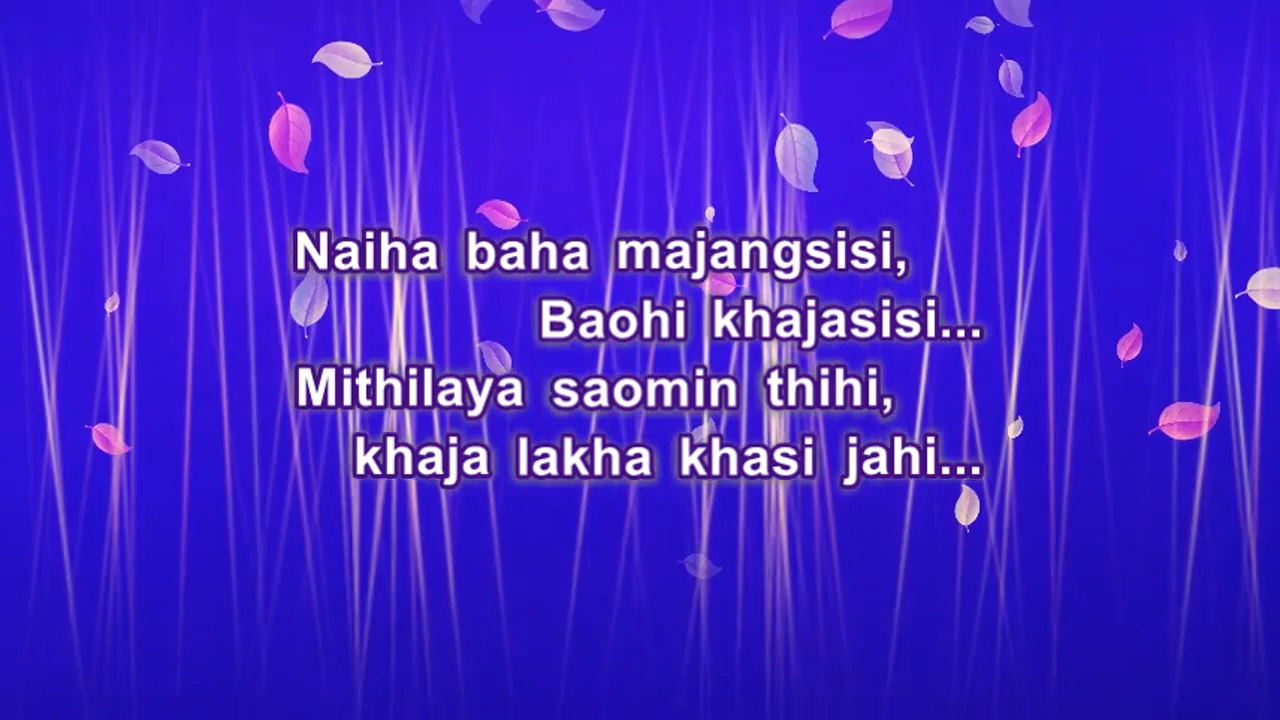 Naiha baha majangsisi,
Baohi khajasisi...
Mithilaya saomin thihi,
khaja lakha khasi jahi...